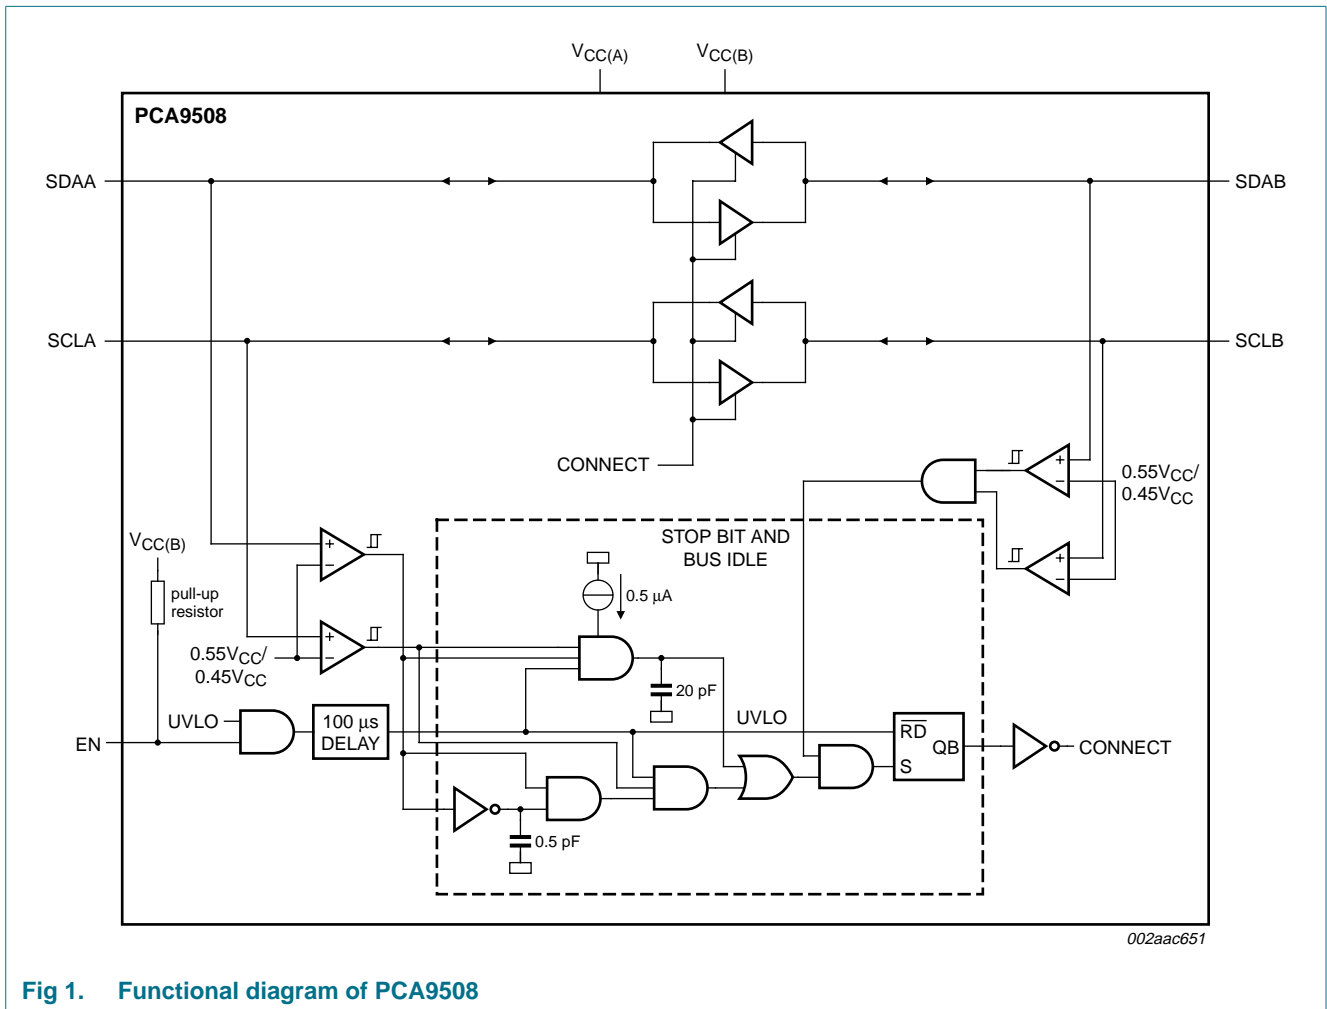 VCC(A)
VCC(B)
PCA9508
SDAA
SDAB
SCLA
SCLB
CONNECT
+
−
0.55VCC/
0.45VCC
+
−
STOP BIT AND
BUS IDLE
VCC(B)
pull-up
resistor
+
−
0.5 μA
+
−
0.55VCC/
0.45VCC
20 pF
UVLO
EN
100 μs
DELAY
UVLO
RD
QB
S
CONNECT
0.5 pF
002aac651
Fig 1. Functional diagram of PCA9508